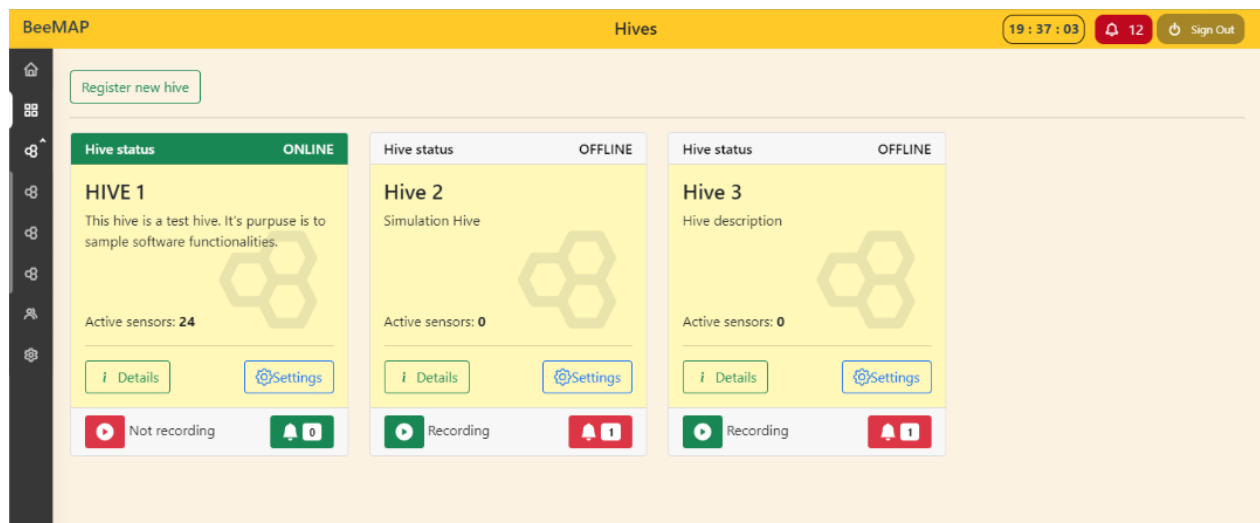 BeeMAP
Hives
19 : 37 : 03
12
Sign Out
Register new hive
Hive status ONLINE
HIVE 1
This hive is a test hive. It's purpuse is to
sample software functionalities.
Active sensors: 24
i Details
Settings
Not recording
0
Hive status OFFLINE
Hive 2
Simulation Hive
Active sensors: 0
i Details
Settings
Recording
1
Hive status OFFLINE
Hive 3
Hive description
Active sensors: 0
i Details
Settings
Recording
1